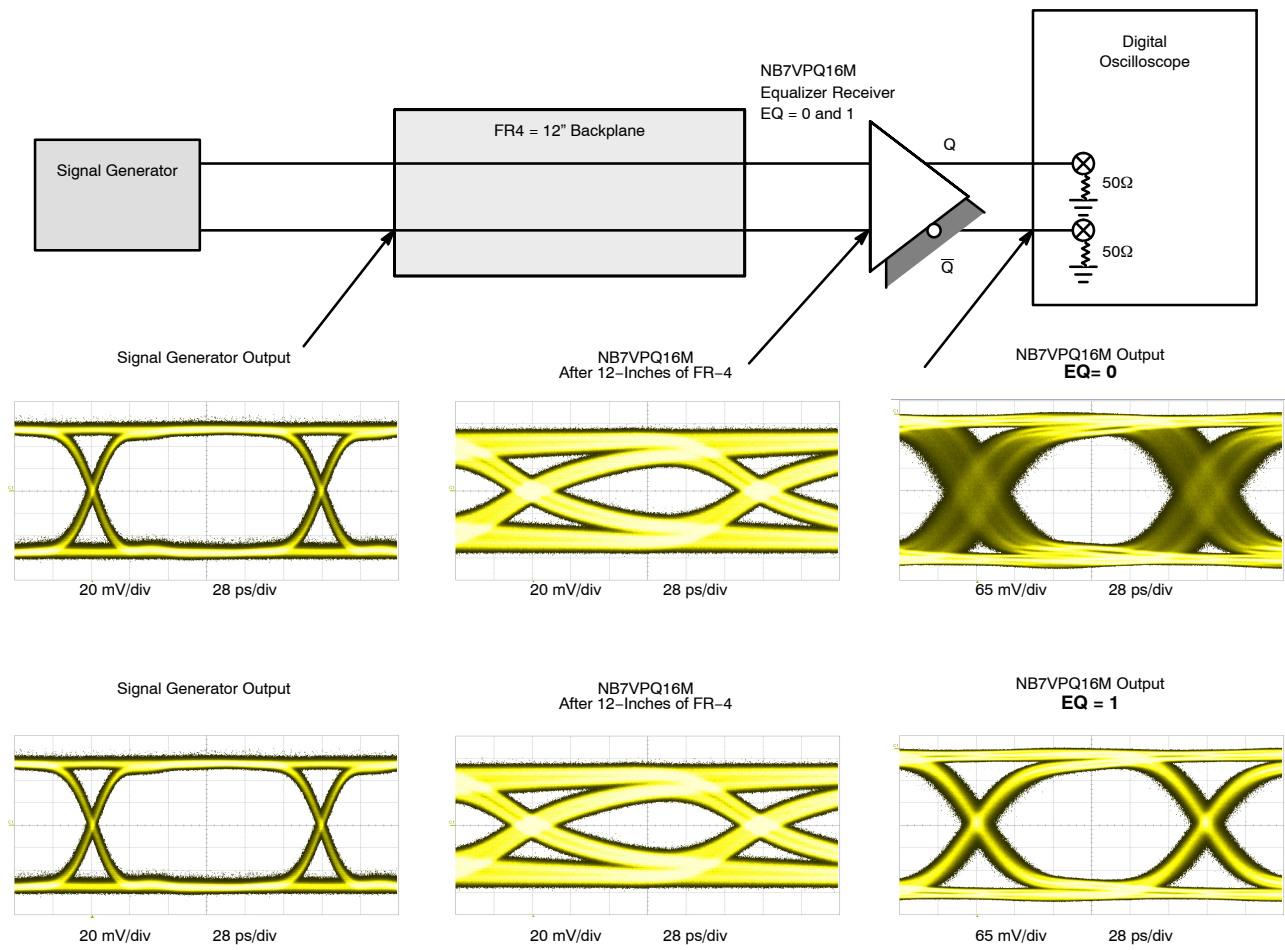 Digital
Oscilloscope
NB7VPQ16M
Equalizer Receiver
EQ = 0 and 1
FR4 = 12” Backplane
Signal Generator
Q
50Ω
50Ω
Q̅
Signal Generator Output
NB7VPQ16M
After 12−Inches of FR−4
NB7VPQ16M Output
EQ= 0
20 mV/div 28 ps/div
20 mV/div 28 ps/div
65 mV/div 28 ps/div
Signal Generator Output
NB7VPQ16M
After 12−Inches of FR−4
NB7VPQ16M Output
EQ = 1
20 mV/div 28 ps/div
20 mV/div 28 ps/div
65 mV/div 28 ps/div